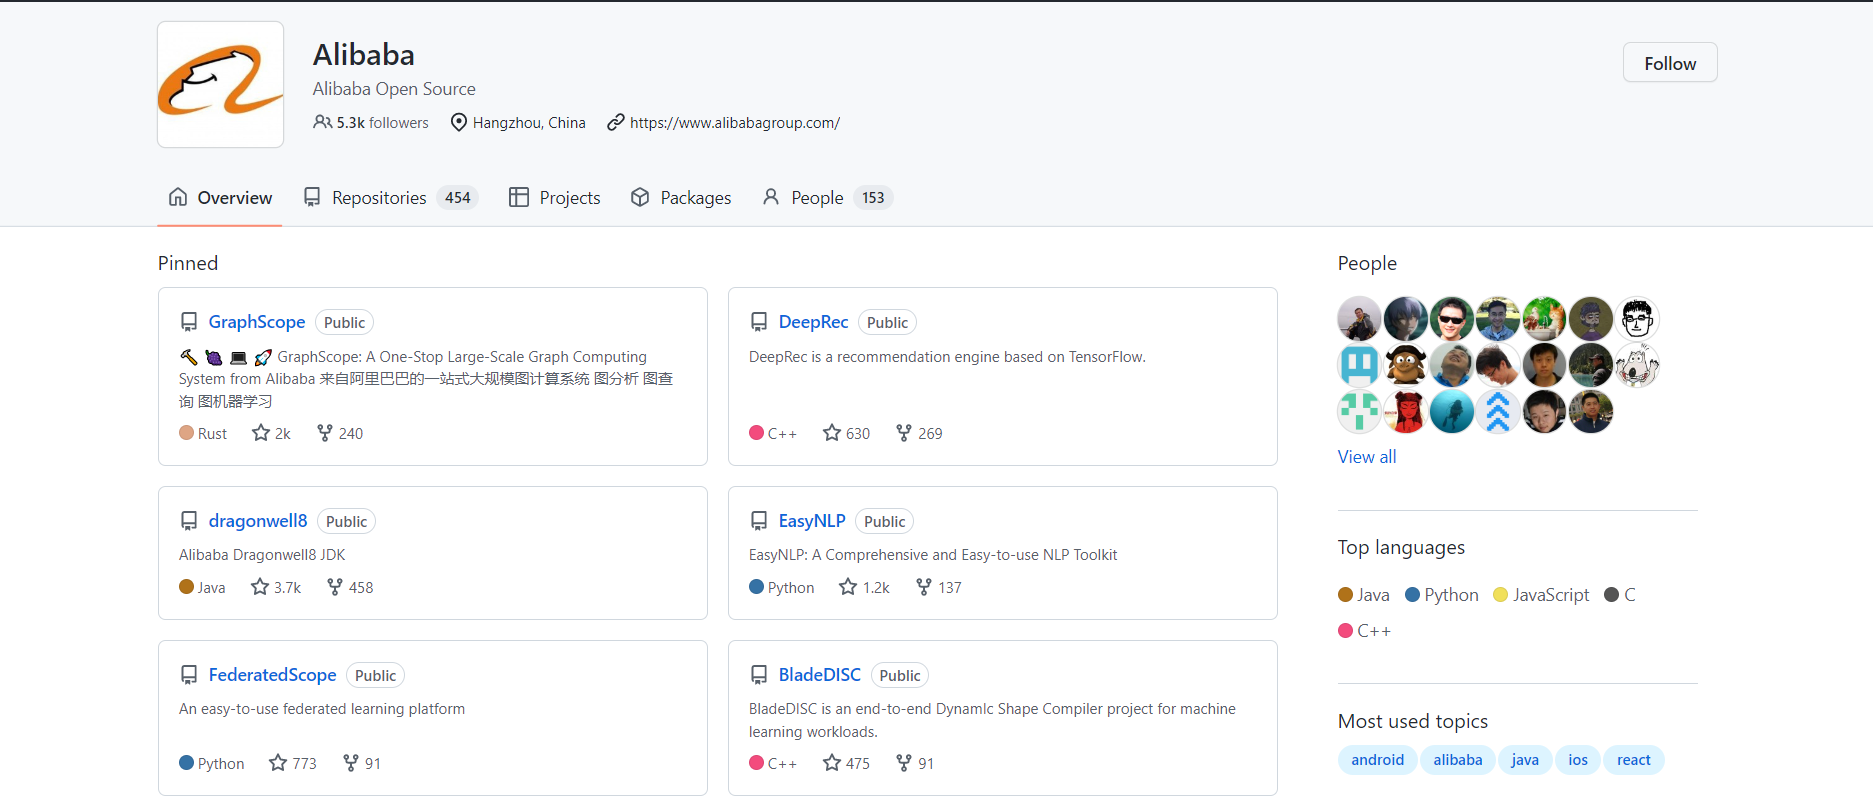 Alibaba
Alibaba Open Source
5.3k followers Hangzhou, China https://www.alibabagroup.com/
Follow
Overview Repositories 454 Projects Packages People 153
Pinned
GraphScope Public
🔨 🍇 💻 🚀 GraphScope: A One-Stop Large-Scale Graph Computing
System from Alibaba 来自阿里巴巴的一站式大规模图计算系统 图分析 图查
询 图机器学习
Rust 2k 240
DeepRec Public
DeepRec is a recommendation engine based on TensorFlow.
C++ 630 269
dragonwell8 Public
Alibaba Dragonwell8 JDK
Java 3.7k 458
EasyNLP Public
EasyNLP: A Comprehensive and Easy-to-use NLP Toolkit
Python 1.2k 137
FederatedScope Public
An easy-to-use federated learning platform
Python 773 91
BladeDISC Public
BladeDISC is an end-to-end DynamIc Shape Compiler project for machine
learning workloads.
C++ 475 91
People
View all
Top languages
Java Python JavaScript C
C++
Most used topics
android alibaba java ios react